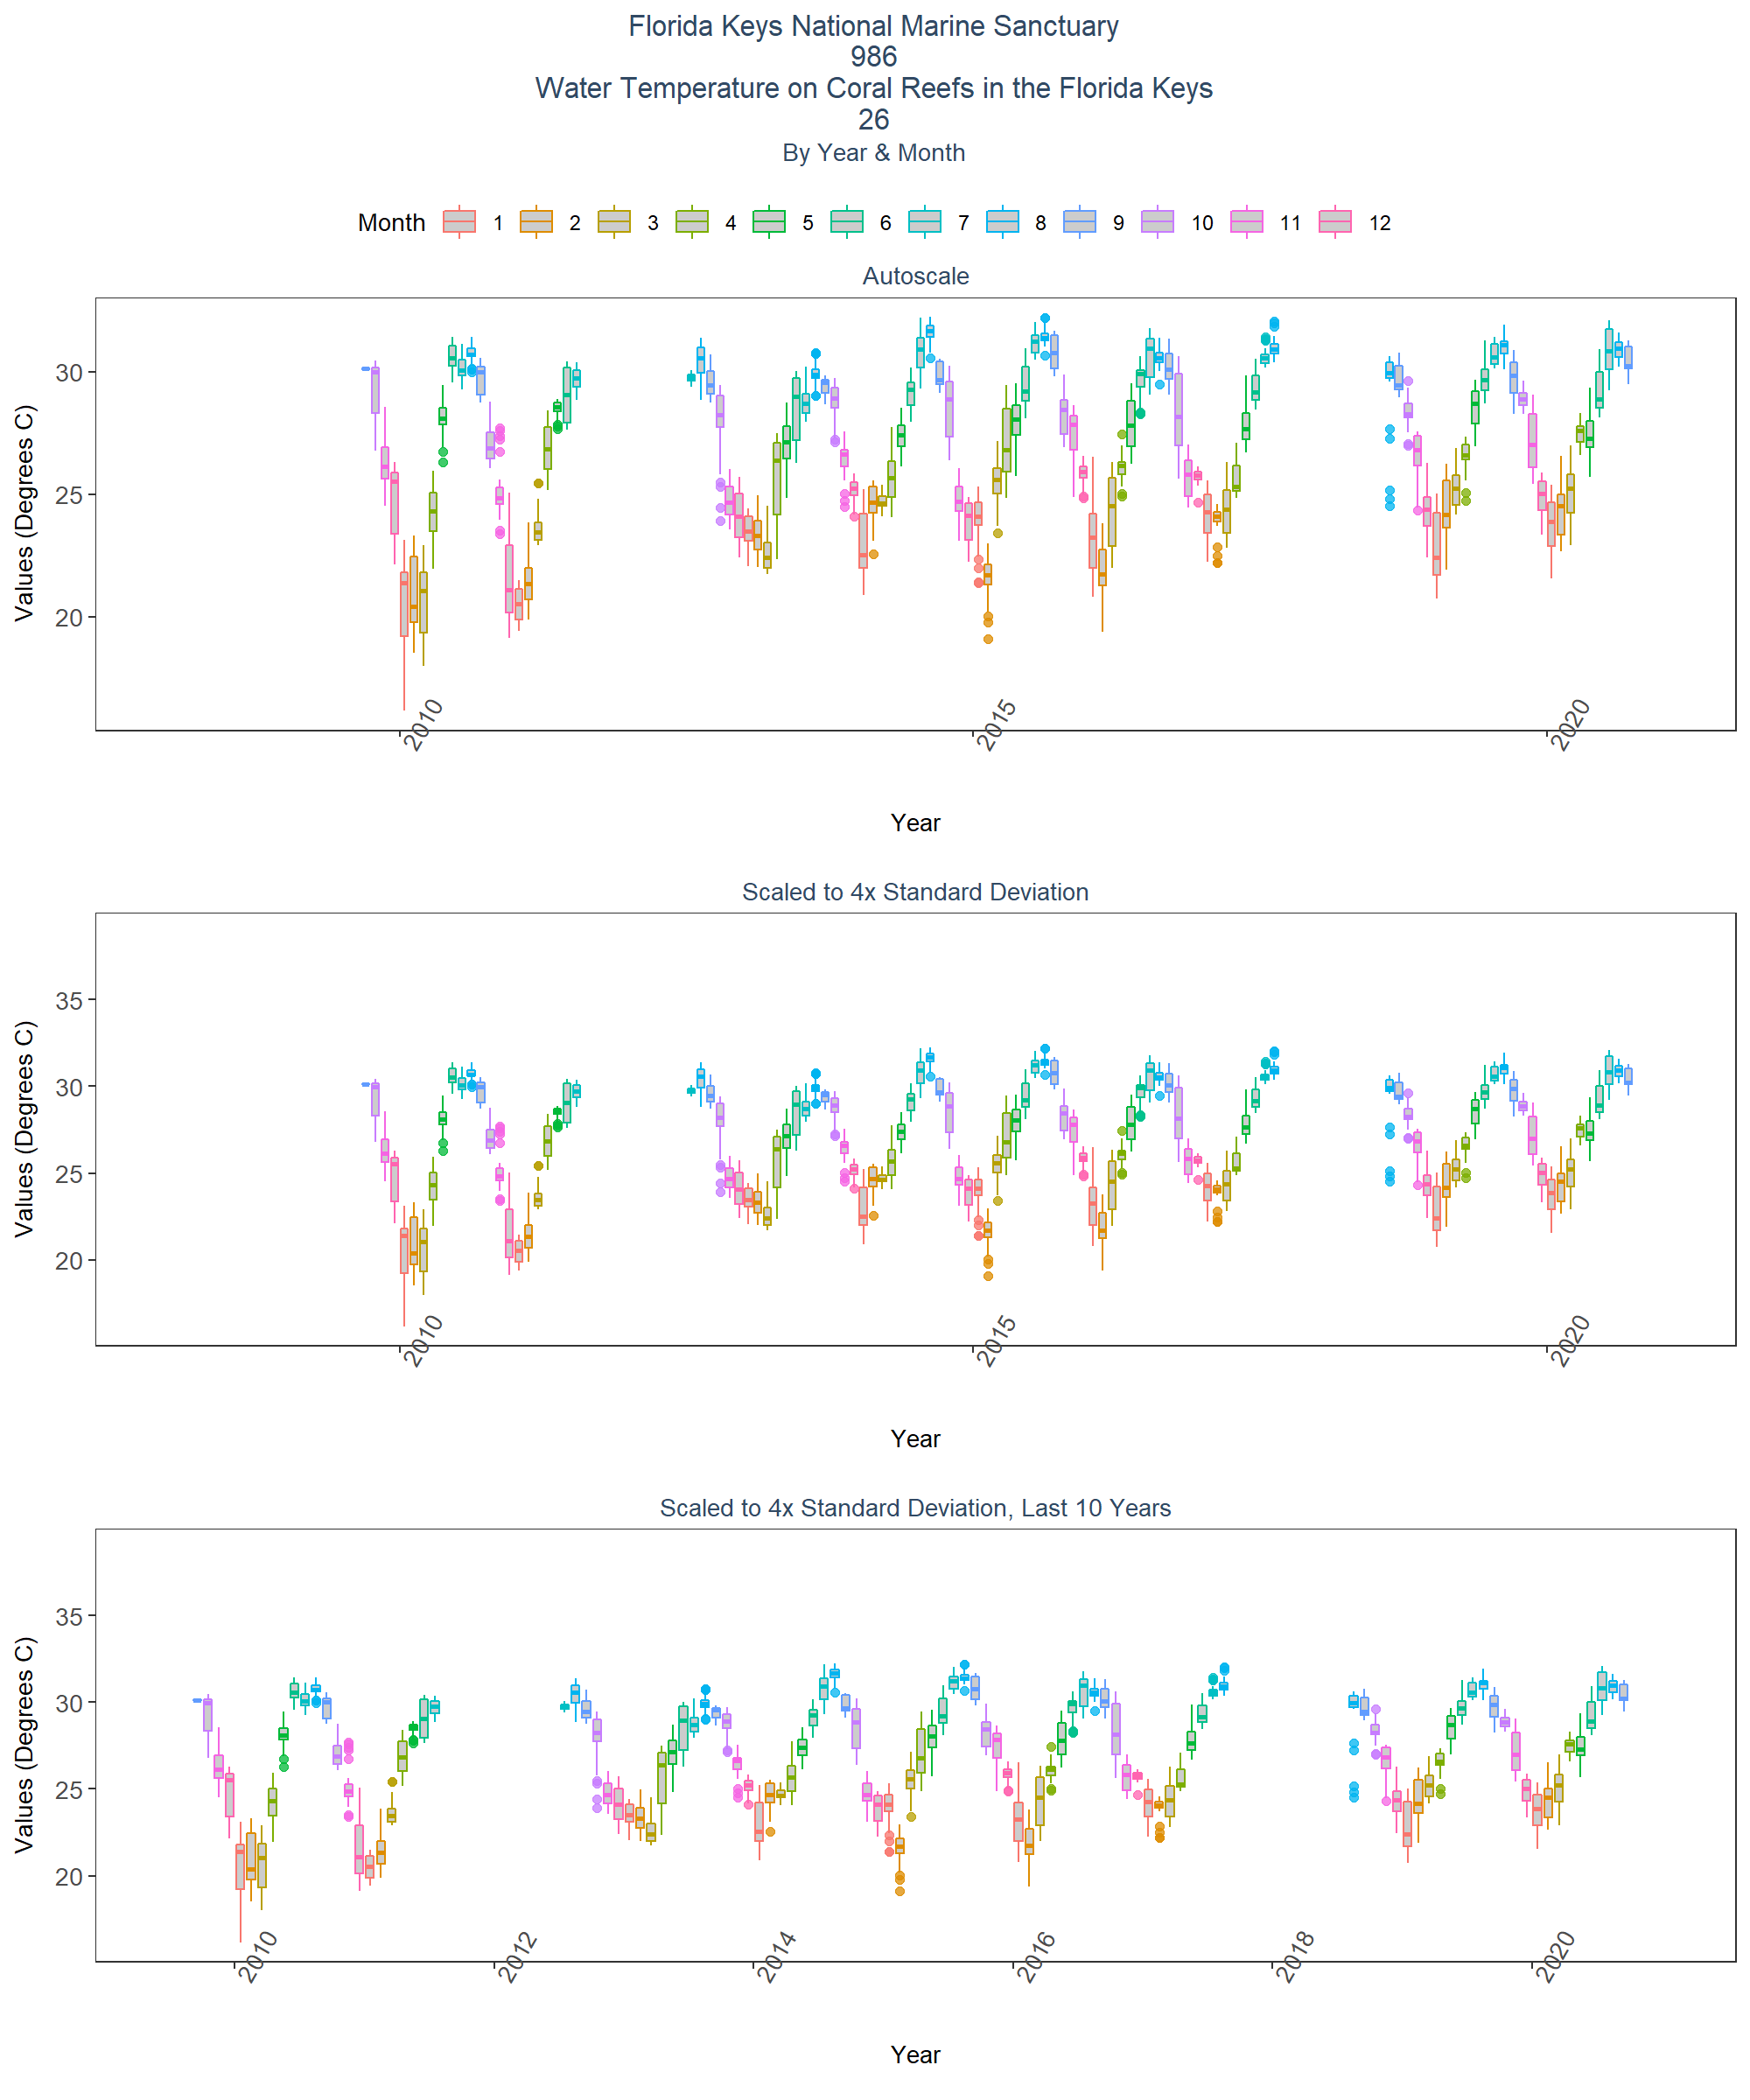 Florida Keys National Marine Sanctuary
986
Water Temperature on Coral Reefs in the Florida Keys
26
By Year & Month
Month 1 2 3 4 5 6 7 8 9 10 11 12
Autoscale
Values (Degrees C)
30
25
20
2010 2015 2020
Year
Scaled to 4x Standard Deviation
Values (Degrees C)
35
30
25
20
2010 2015 2020
Year
Scaled to 4x Standard Deviation, Last 10 Years
Values (Degrees C)
35
30
25
20
2010 2012 2014 2016 2018 2020
Year